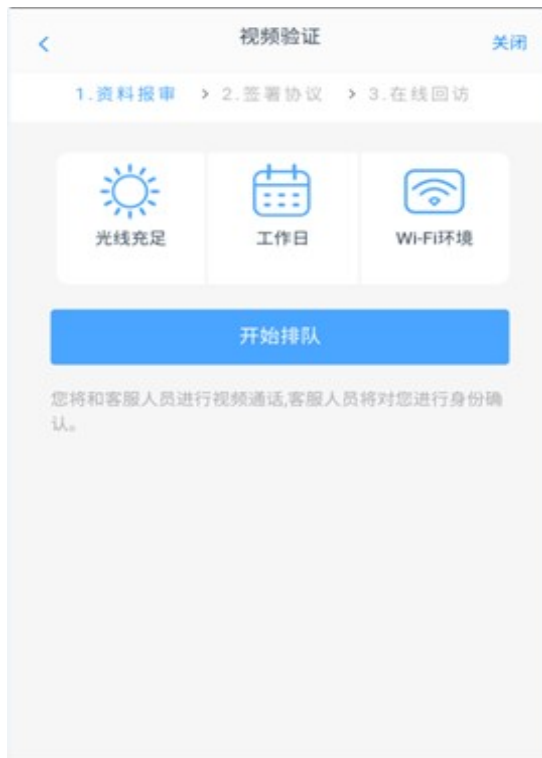 视频验证
关闭
1.资料报审 > 2.签署协议 > 3.在线回访
光线充足 工作日 Wi-Fi环境
开始排队
您将和客服人员进行视频通话,客服人员将对您进行身份确
认。